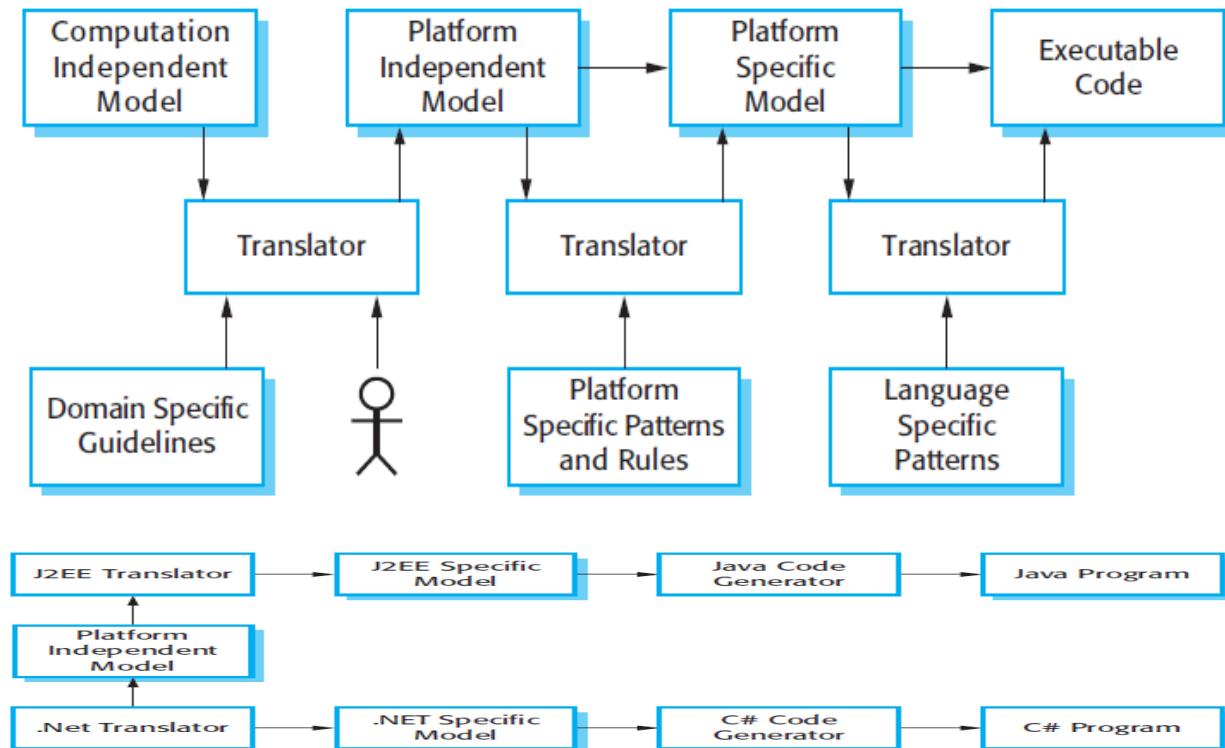 Computation
Independent
Model
Platform
Independent
Model
Platform
Specific
Model
Executable
Code
Translator
Translator
Translator
Domain Specific
Guidelines
Platform
Specific Patterns
and Rules
Language
Specific
Patterns
J2EE Translator
J2EE Specific
Model
Java Code
Generator
Java Program
Platform
Independent
Model
.Net Translator
.NET Specific
Model
C# Code
Generator
C# Program